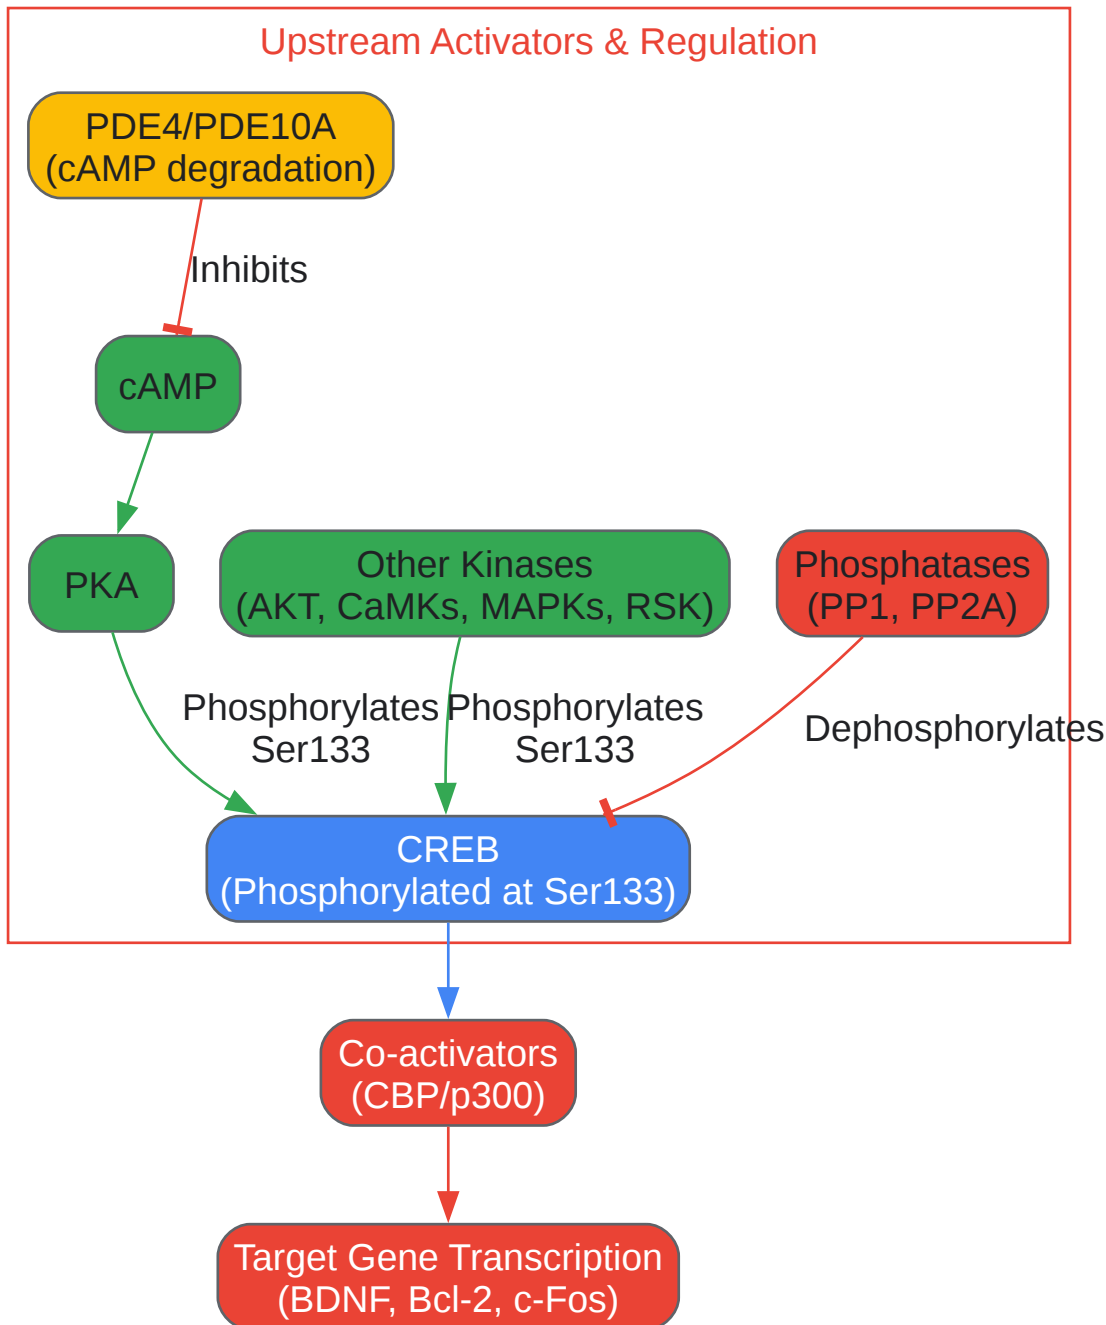 Upstream Activators & Regulation
PDE4/PDE10A
(cAMP degradation)
Inhibits
cAMP
PKA
Other Kinases
(AKT, CaMKs, MAPKs, RSK)
Phosphatases
(PP1, PP2A)
Phosphorylates
Ser133
Phosphorylates
Ser133
Dephosphorylates
CREB
(Phosphorylated at Ser133)
Co-activators
(CBP/p300)
Target Gene Transcription
(BDNF, Bcl-2, c-Fos)